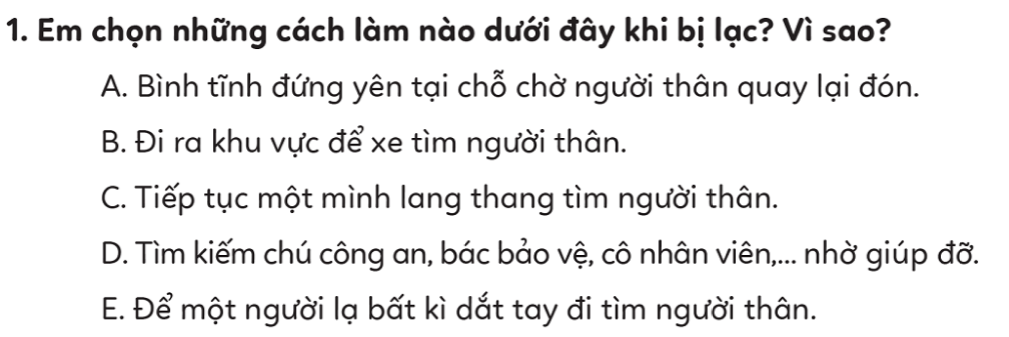 1. Em chọn những cách làm nào dưới đây khi bị lạc? Vì sao?
A. Bình tĩnh đứng yên tại chỗ chờ người thân quay lại đón.
B. Đi ra khu vực để xe tìm người thân.
C. Tiếp tục một mình lang thang tìm người thân.
D. Tìm kiếm chú công an, bác bảo vệ, cô nhân viên,... nhờ giúp đỡ.
E. Để một người lạ bất kì dắt tay đi tìm người thân.